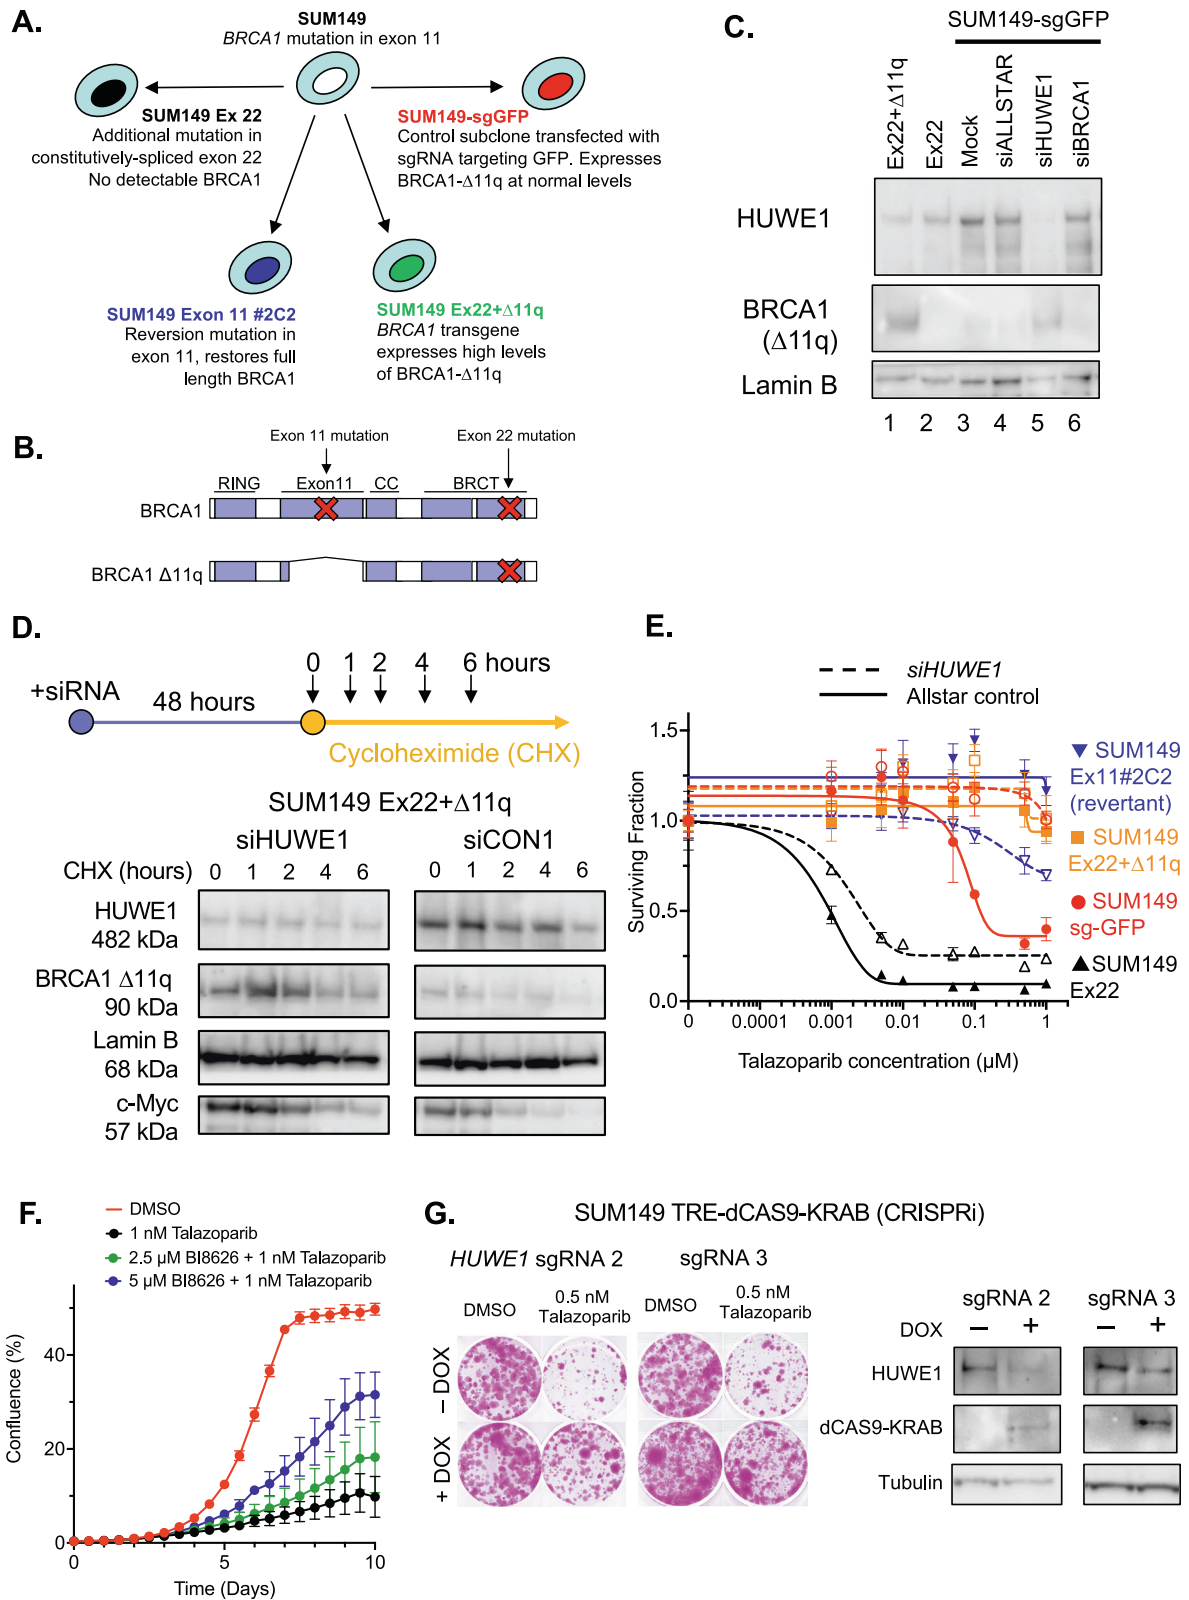 A.
SUM149
BRCA1 mutation in exon 11
SUM149 Ex 22
Additional mutation in
constitutively-spliced exon 22
No detectable BRCA1
SUM149-sgGFP
Control subclone transfected with
sgRNA targeting GFP. Expresses
BRCA1-Δ11q at normal levels
SUM149 Exon 11 #2C2
Reversion mutation in
exon 11, restores full
length BRCA1
SUM149 Ex22+Δ11q
BRCA1 transgene
expresses high levels
of BRCA1-Δ11q
B.
Exon 11 mutation
Exon 22 mutation
RING
Exon11
CC
BRCT
BRCA1
BRCA1 Δ11q
C.
SUM149-sgGFP
Ex22+Δ11q
Ex22
Mock
siALLSTAR
siHUWE1
siBRCA1
HUWE1
BRCA1
(Δ11q)
Lamin B
1 2 3 4 5 6
D.
0 1 2 4 6 hours
+siRNA
48 hours
Cycloheximide (CHX)
SUM149 Ex22+Δ11q
siHUWE1 siCON1
CHX (hours) 0 1 2 4 6 0 1 2 4 6
HUWE1
482 kDa
BRCA1 Δ11q
90 kDa
Lamin B
68 kDa
c-Myc
57 kDa
E.
siHUWE1
Allstar control
1.5
1.0
0.5
0.0
Surviving Fraction
0 0.0001 0.001 0.01 0.1 1
Talazoparib concentration (µM)
SUM149
Ex11#2C2
(revertant)
SUM149
Ex22+Δ11q
SUM149
sg-GFP
SUM149
Ex22
F.
DMSO
1 nM Talazoparib
2.5 µM BI8626 + 1 nM Talazoparib
5 µM BI8626 + 1 nM Talazoparib
40
20
0
Confluence (%)
0 5 10
Time (Days)
G.
SUM149 TRE-dCAS9-KRAB (CRISPRi)
HUWE1 sgRNA 2 sgRNA 3
DMSO
0.5 nM
Talazoparib
DMSO
0.5 nM
Talazoparib
– DOX
+ DOX
sgRNA 2 sgRNA 3
DOX – + – +
HUWE1
dCAS9-KRAB
Tubulin